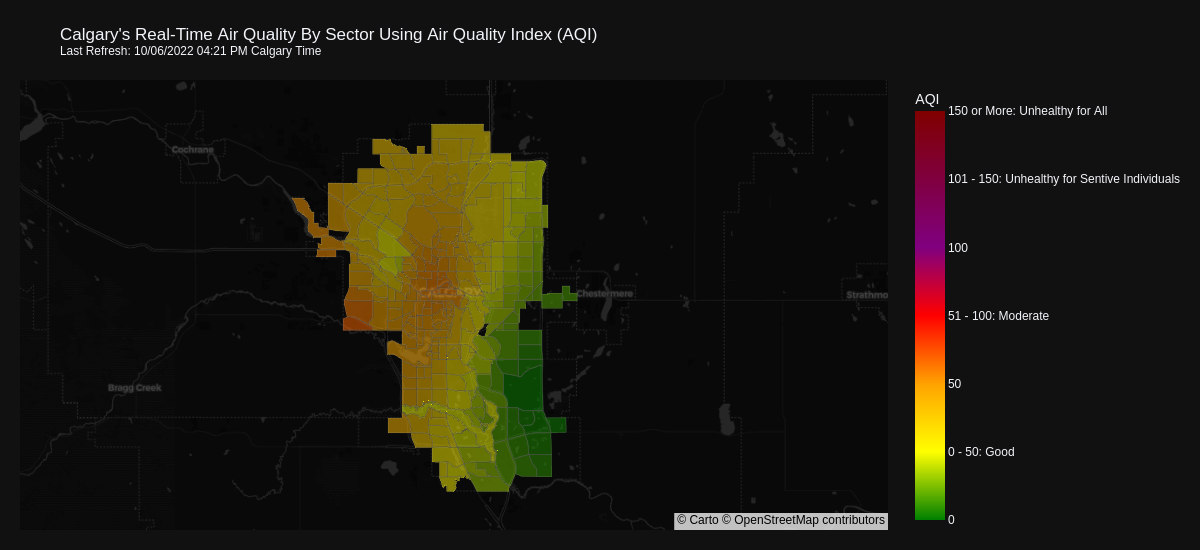 Calgary's Real-Time Air Quality By Sector Using Air Quality Index (AQI)
Last Refresh: 10/06/2022 04:21 PM Calgary Time
AQI
150 or More: Unhealthy for All
Cochrane
101 - 150: Unhealthy for Sentive Individuals
100
CALGARY
Chestermere
Strathmo
51 - 100: Moderate
Bragg Creek
50
0 - 50: Good
© Carto © OpenStreetMap contributors
0